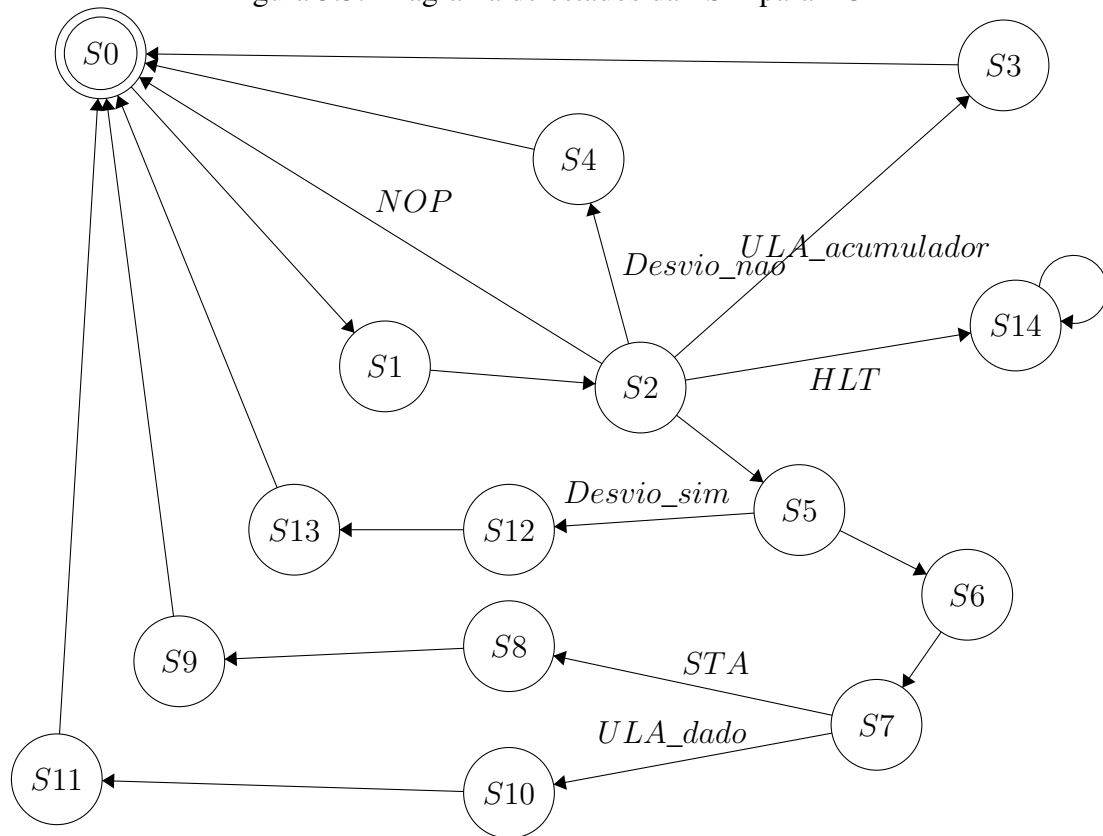 S0
S3
S4
NOP
ULA_acumulador
Desvio_nao
S14
S1
S2
HLT
Desvio_sim
S5
S13
S12
S6
S8
S9
STA
S7
ULA_dado
S11
S10